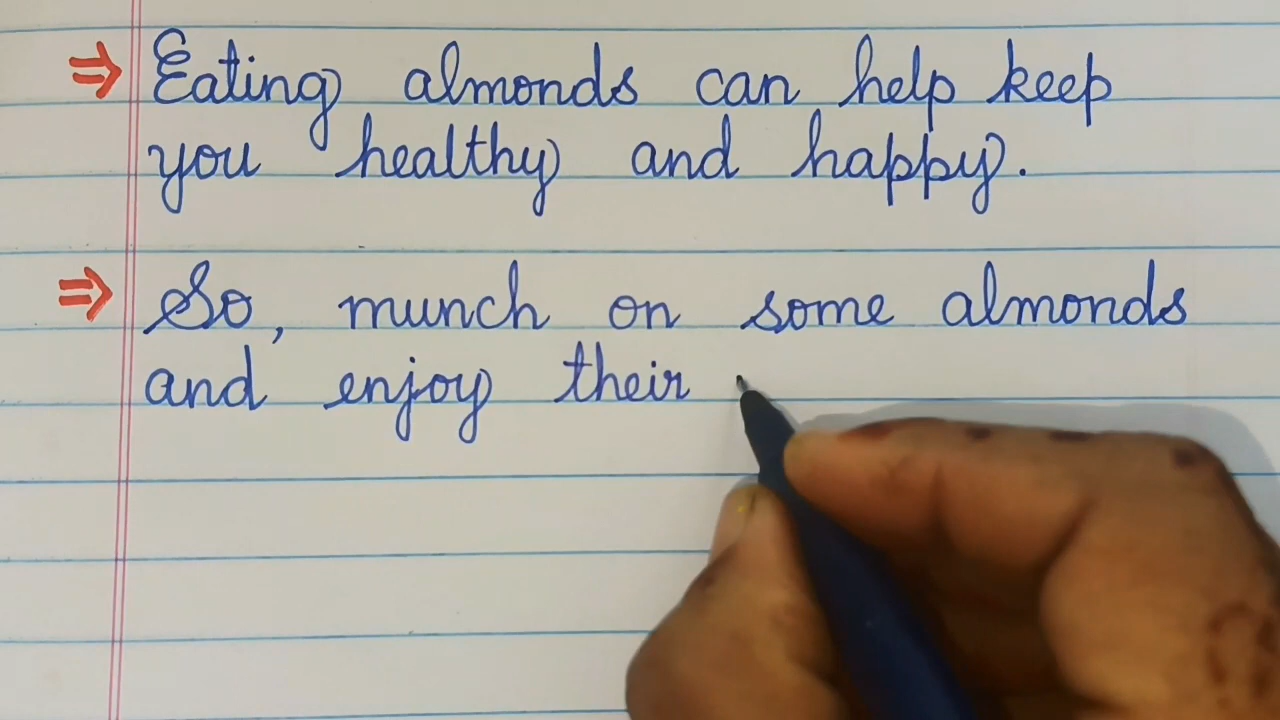 ⇒ Eating almonds can help keep
you healthy and happy.
⇒ So, munch on some almonds
and enjoy their